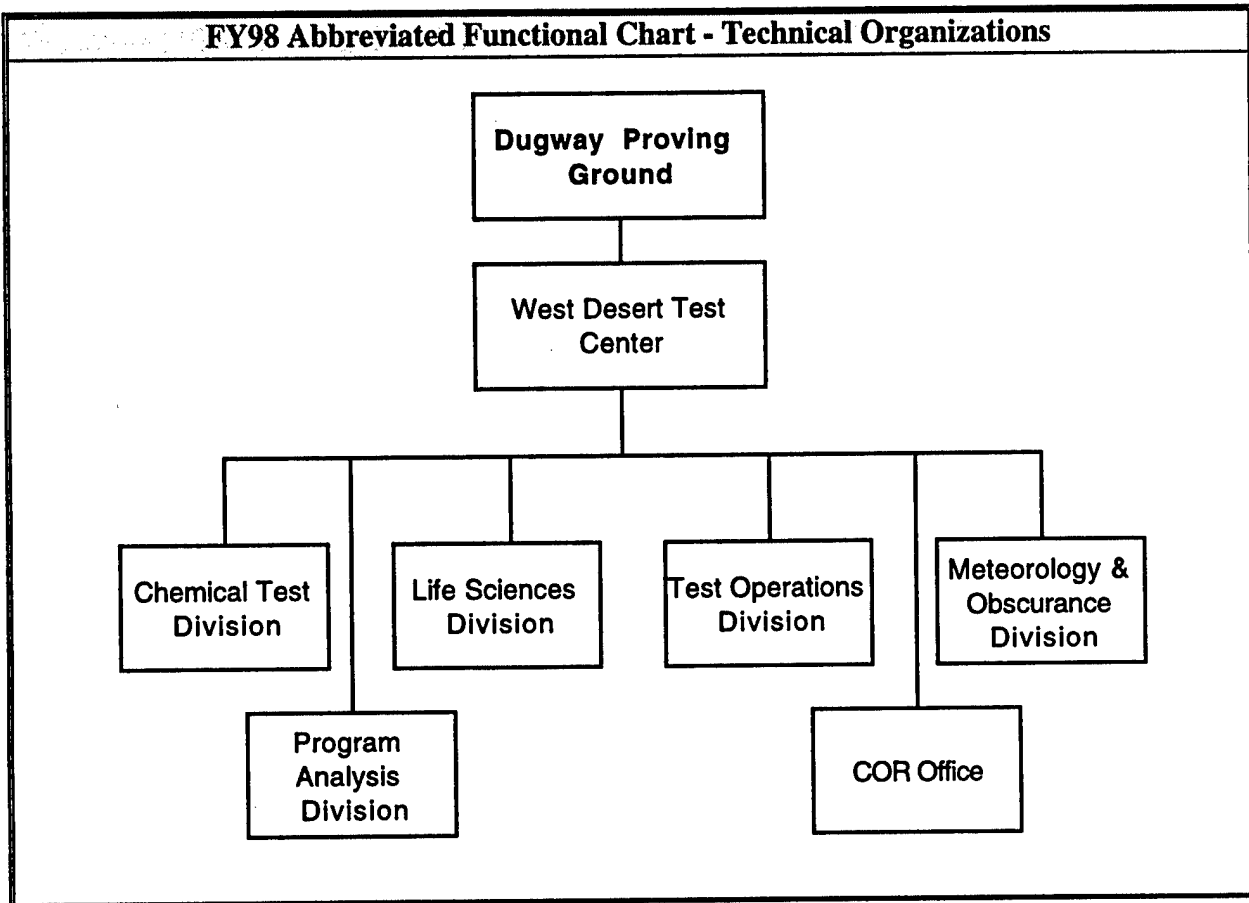 FY98 Abbreviated Functional Chart - Technical Organizations
Dugway Proving
Ground
West Desert Test
Center
Chemical Test
Division
Life Sciences
Division
Test Operations
Division
Meteorology &
Obscurance
Division
Program
Analysis
Division
COR Office